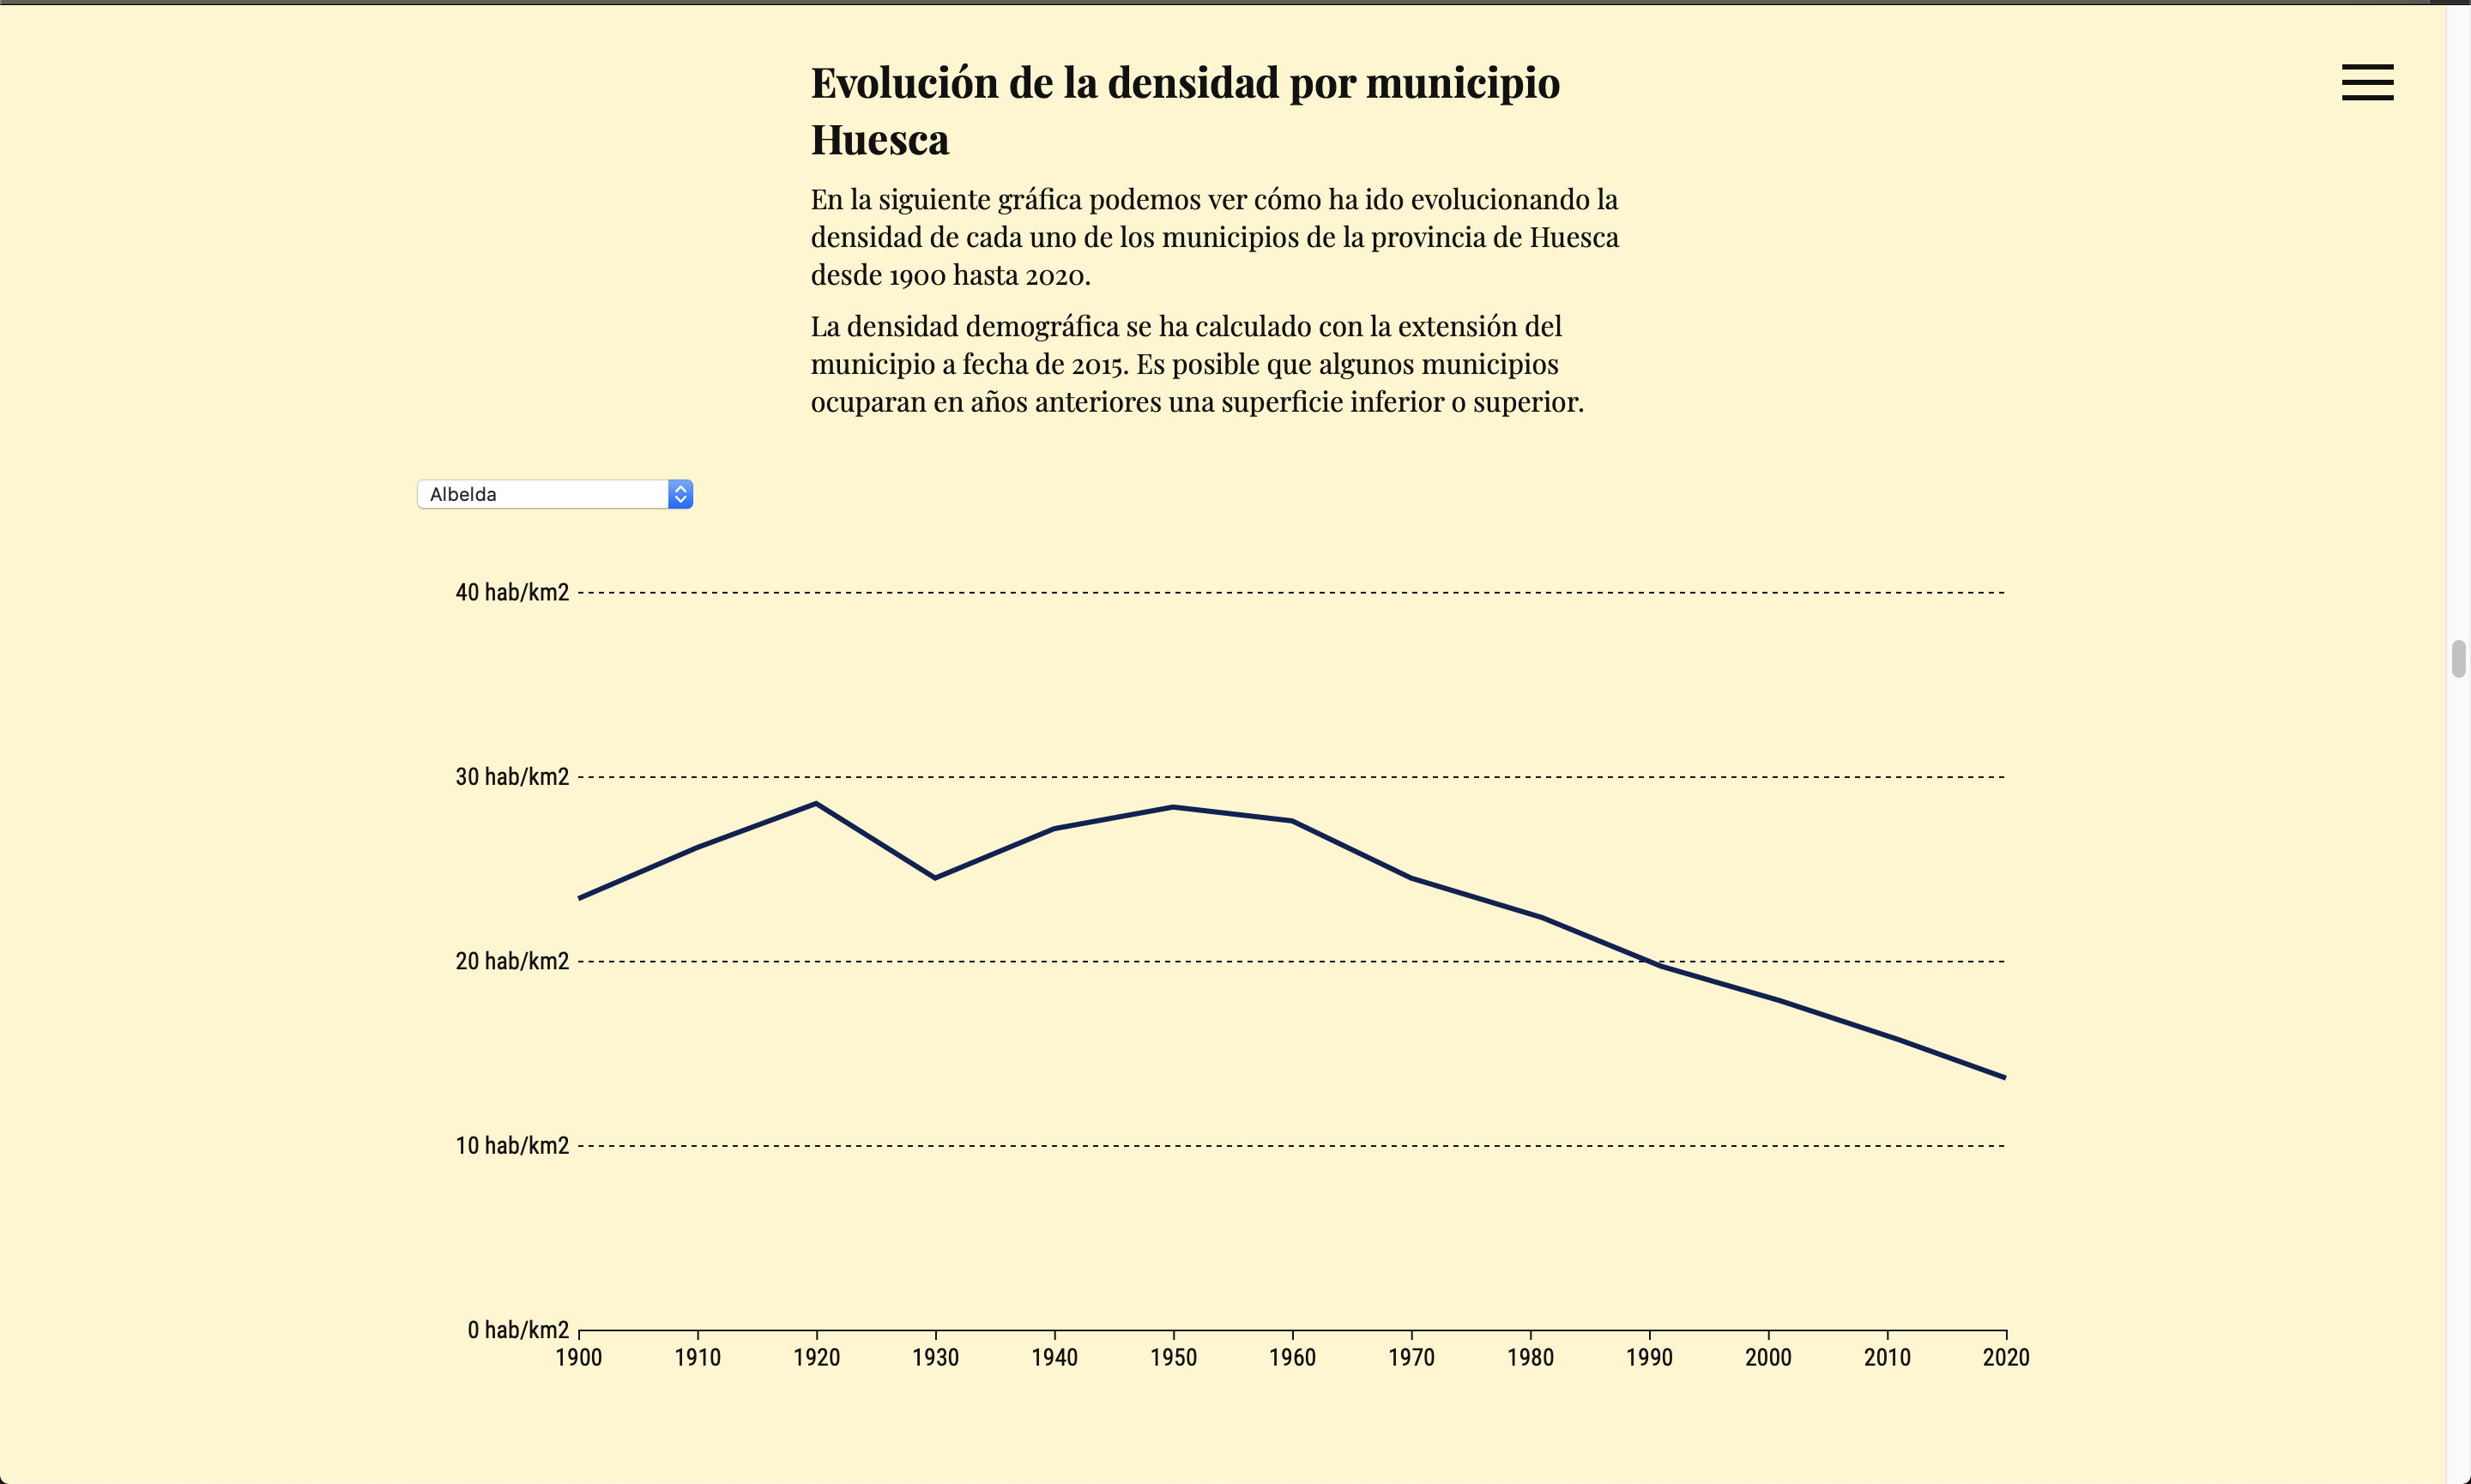 Evolución de la densidad por municipio
Huesca
En la siguiente gráfica podemos ver cómo ha ido evolucionando la
densidad de cada uno de los municipios de la provincia de Huesca
desde 1900 hasta 2020.
La densidad demográfica se ha calculado con la extensión del
municipio a fecha de 2015. Es posible que algunos municipios
ocuparan en años anteriores una superficie inferior o superior.
Albelda
40 hab/km2
30 hab/km2
20 hab/km2
10 hab/km2
0 hab/km2
1900 1910 1920 1930 1940 1950 1960 1970 1980 1990 2000 2010 2020